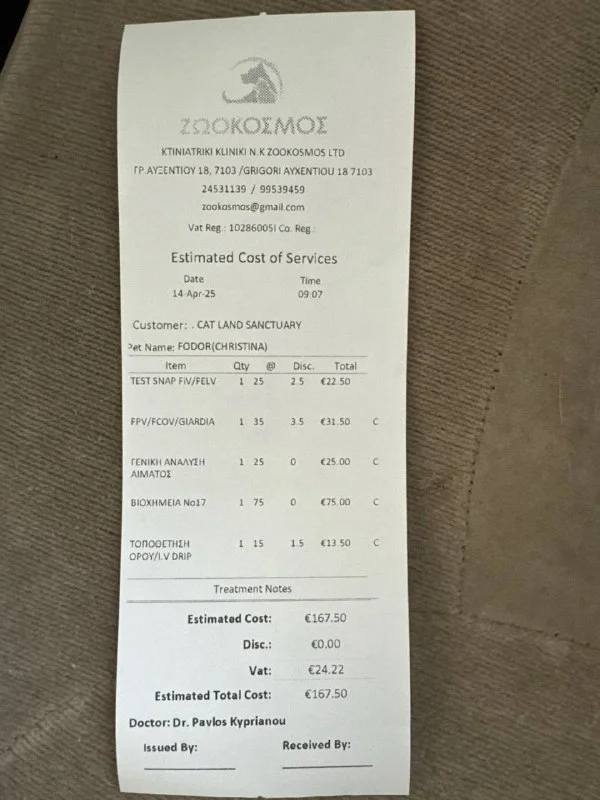 ΖΩΟΚΟΣΜΟΣ
KTINIATRIKI KLINIKI N.K ZOOKOSMOS LTD
ΓΡ ΑΥΞΕΝΤΙΟΥ 18, 7103 /GRIGORI AYXENTIOU 18 7103
24531139 / 99539459
zookosmos@gmail.com
Vat Reg.: 10286005I Co. Reg.:
Estimated Cost of Services
Date Time
14-Apr-25 09:07
Customer: . CAT LAND SANCTUARY
Pet Name: FODOR(CHRISTINA)
Item Qty @ Disc. Total
TEST SNAP FIV/FELV 1 25 2.5 €22.50
FPV/FCOV/GIARDIA 1 35 3.5 €31.50 C
ΓΕΝΙΚΗ ΑΝΑΛΥΣΗ 1 25 0 €25.00 C
ΑΙΜΑΤΟΣ
ΒΙΟΧΗΜΕΙΑ Νο17 1 75 0 €75.00 C
ΤΟΠΟΘΕΤΗΣΗ 1 15 1.5 €13.50 C
ΟΡΟΥ/I.V DRIP
Treatment Notes
Estimated Cost: €167.50
Disc.: €0.00
Vat: €24.22
Estimated Total Cost: €167.50
Doctor: Dr. Pavlos Kyprianou
Issued By: Received By: